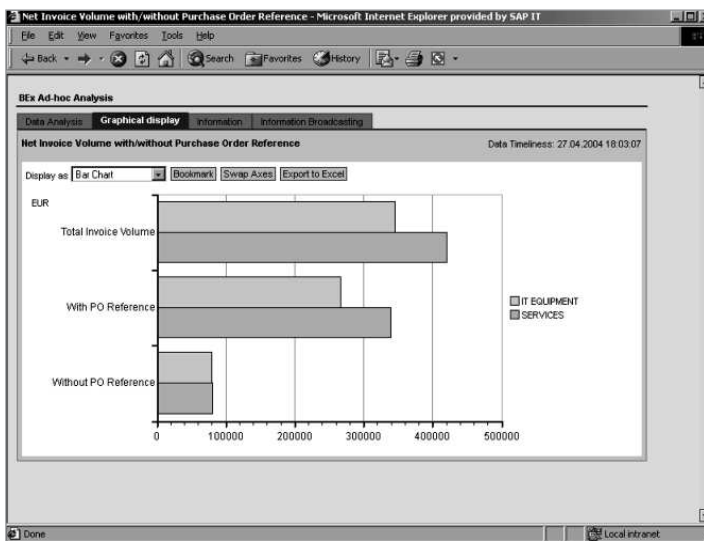 Net Invoice Volume with/without Purchase Order Reference - Microsoft Internet Explorer provided by SAP IT
File Edit View Favorites Tools Help
Back Search Favorites History
BEx Ad-hoc Analysis
Data Analysis Graphical display Information Information Broadcasting
Net Invoice Volume with/without Purchase Order Reference Data Timeliness: 27.04.2004 18:03:07
Display as Bar Chart Bookmark Swap Axes Export to Excel
EUR
Total Invoice Volume
With PO Reference
IT EQUIPMENT
SERVICES
Without PO Reference
0 100000 200000 300000 400000 500000
Done Local intranet